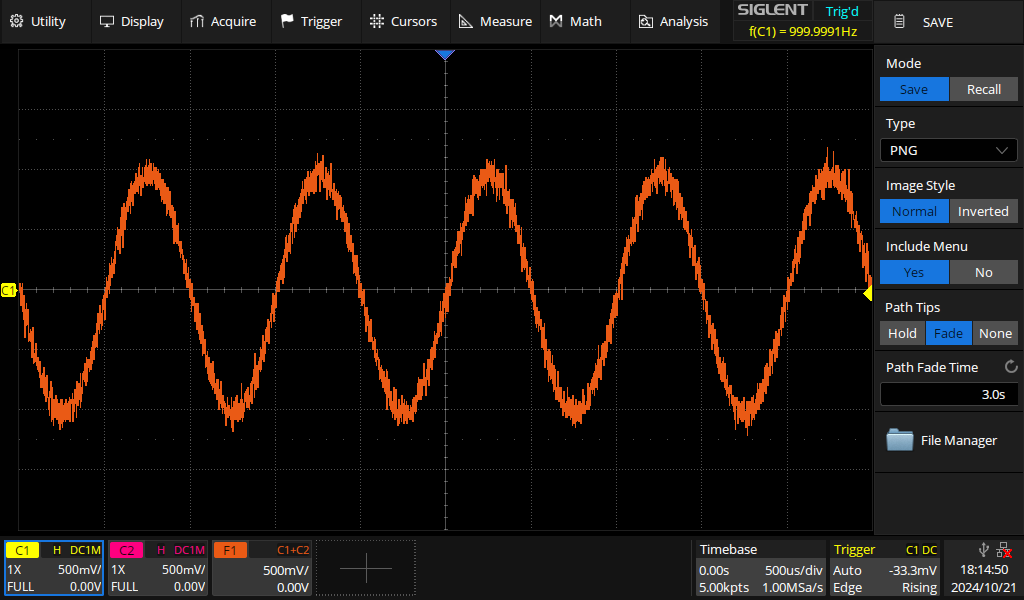 Utility Display Acquire Trigger Cursors Measure Math Analysis SIGLENT Trig'd SAVE
f(C1) = 999.9991Hz
Mode
Save Recall
Type
PNG
Image Style
Normal Inverted
Include Menu
Yes No
C1
Path Tips
Hold Fade None
Path Fade Time
3.0s
File Manager
C1 H DC1M
1X 500mV/
FULL 0.00V
C2 H DC1M
1X 500mV/
FULL 0.00V
F1 C1+C2
500mV/
0.00V
Timebase
0.00s 500us/div
5.00kpts 1.00MSa/s
Trigger C1 DC
Auto -33.3mV
Edge Rising
18:14:50
2024/10/21